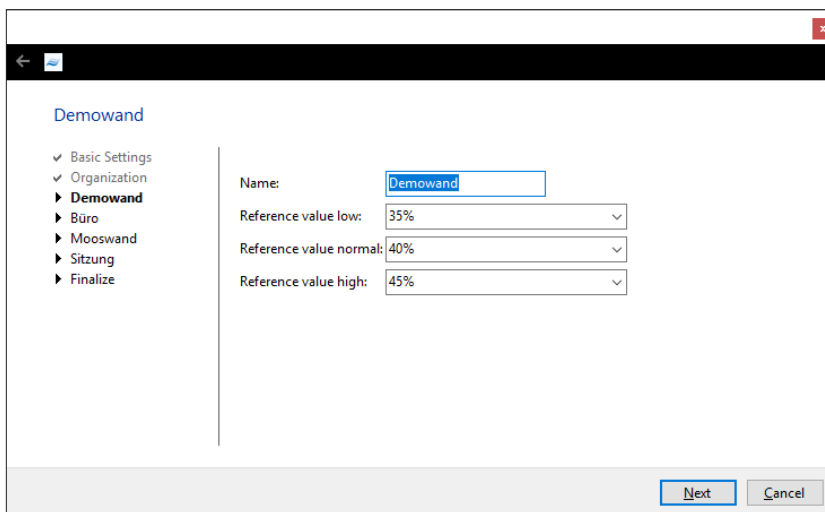 Demowand
Basic Settings
Organization
Demowand
Büro
Mooswand
Sitzung
Finalize
Name: Demowand
Reference value low: 35%
Reference value normal: 40%
Reference value high: 45%
Next Cancel